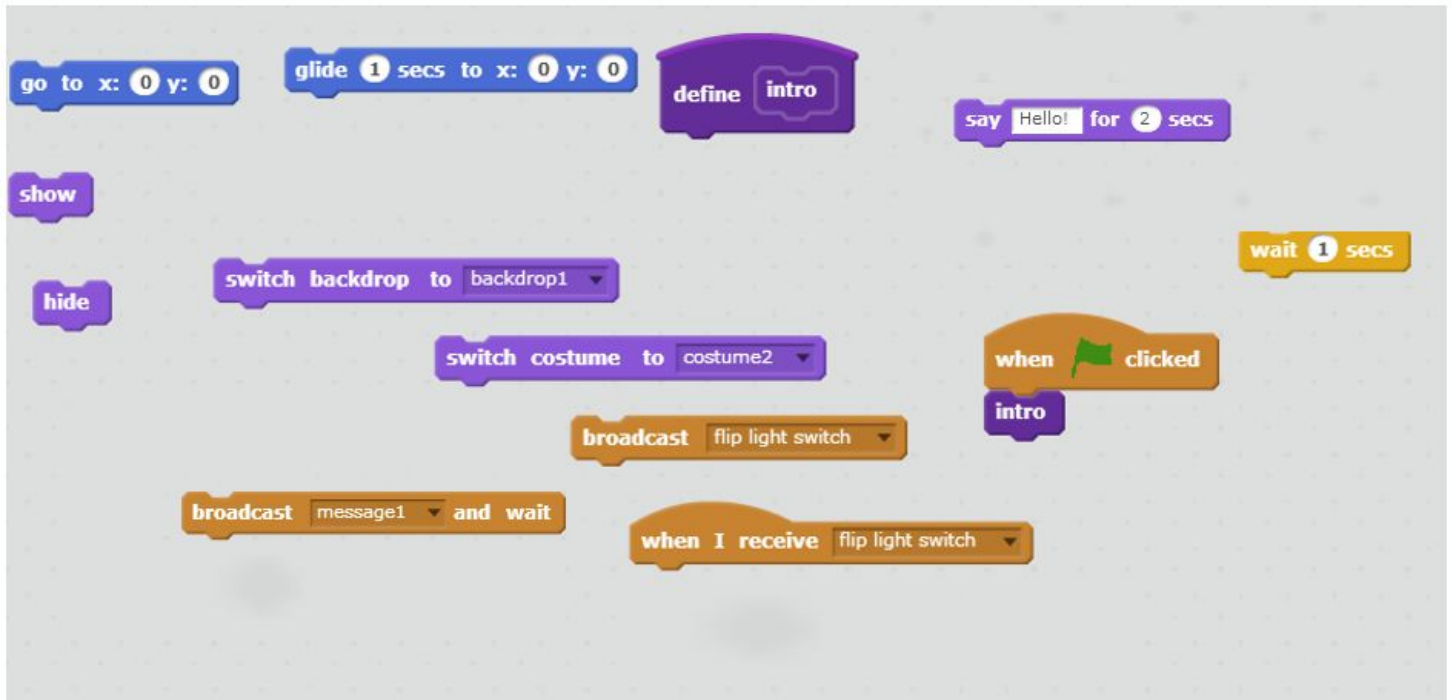 go to x: 0 y: 0
glide 1 secs to x: 0 y: 0
define intro
say Hello! for 2 secs
show
wait 1 secs
switch backdrop to backdrop1
hide
switch costume to costume2
when clicked
intro
broadcast flip light switch
broadcast message1 and wait
when I receive flip light switch